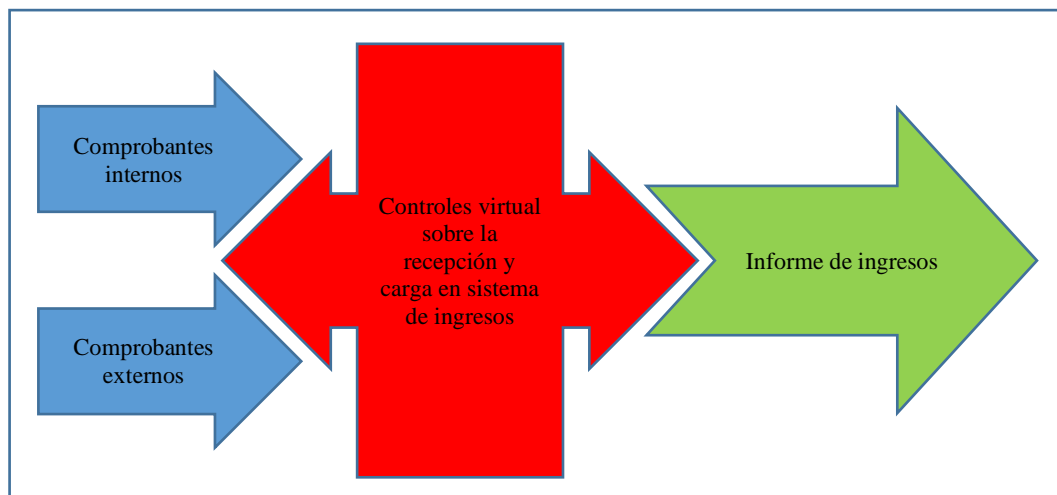 Comprobantes
internos
Comprobantes
externos
Controles virtual
sobre la
recepción y
carga en sistema
de ingresos
Informe de ingresos